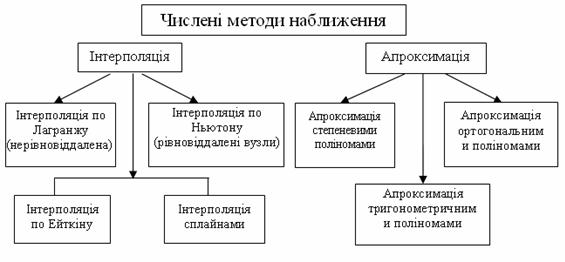 Числені методи наближення
Інтерполяція
Апроксимація
Інтерполяція по
Лагранжу
(нерівновіддалена)
Інтерполяція по
Ньютону
(рівновіддалені вузли)
Апроксимація
степеневими
поліномами
Апроксимація
ортогональним
и поліномами
Інтерполяція
по Ейткіну
Інтерполяція
сплайнами
Апроксимація
тригонометричним
и поліномами